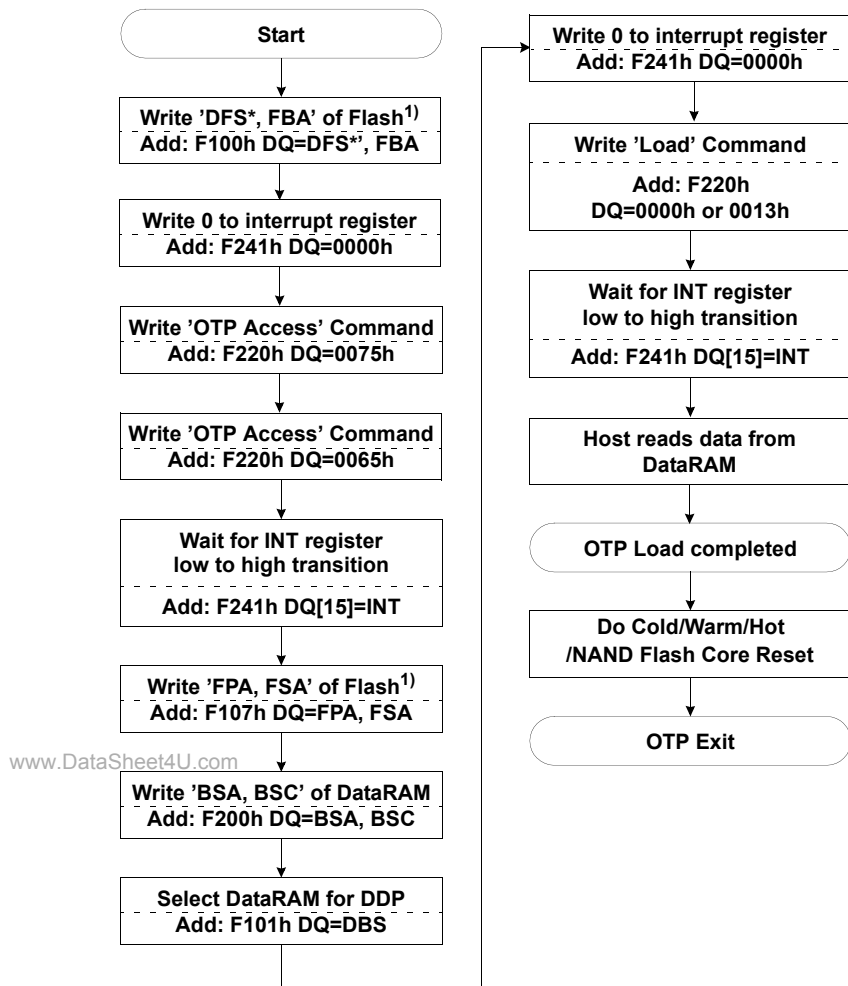 Start
Write ’DFS*, FBA’ of Flash1)
Add: F100h DQ=DFS*’, FBA
Write 0 to interrupt register
Add: F241h DQ=0000h
Write ’OTP Access’ Command
Add: F220h DQ=0075h
Write ’OTP Access’ Command
Add: F220h DQ=0065h
Wait for INT register
low to high transition
Add: F241h DQ[15]=INT
Write ’FPA, FSA’ of Flash1)
Add: F107h DQ=FPA, FSA
www.DataSheet4U.com
Write ’BSA, BSC’ of DataRAM
Add: F200h DQ=BSA, BSC
Select DataRAM for DDP
Add: F101h DQ=DBS
Write 0 to interrupt register
Add: F241h DQ=0000h
Write ’Load’ Command
Add: F220h
DQ=0000h or 0013h
Wait for INT register
low to high transition
Add: F241h DQ[15]=INT
Host reads data from
DataRAM
OTP Load completed
Do Cold/Warm/Hot
/NAND Flash Core Reset
OTP Exit